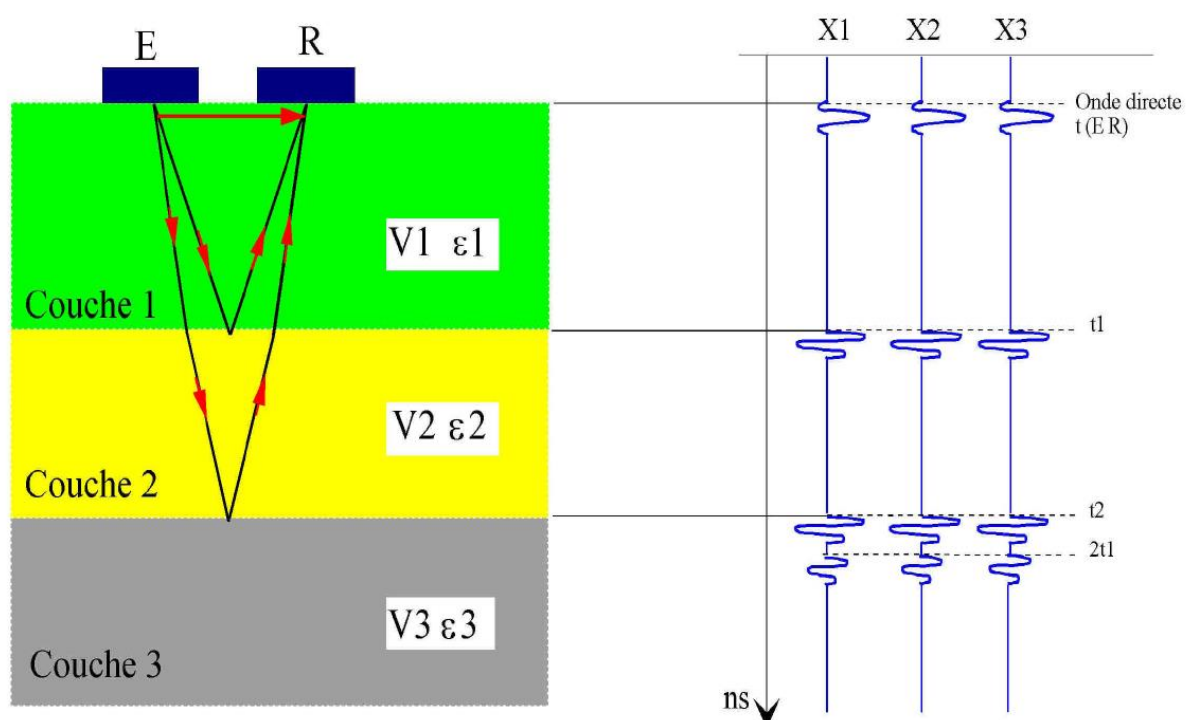 E
R
V1 ε1
Couche 1
V2 ε2
Couche 2
V3 ε3
Couche 3
X1 X2 X3
Onde directe
t (E R)
t1
t2
2t1
ns